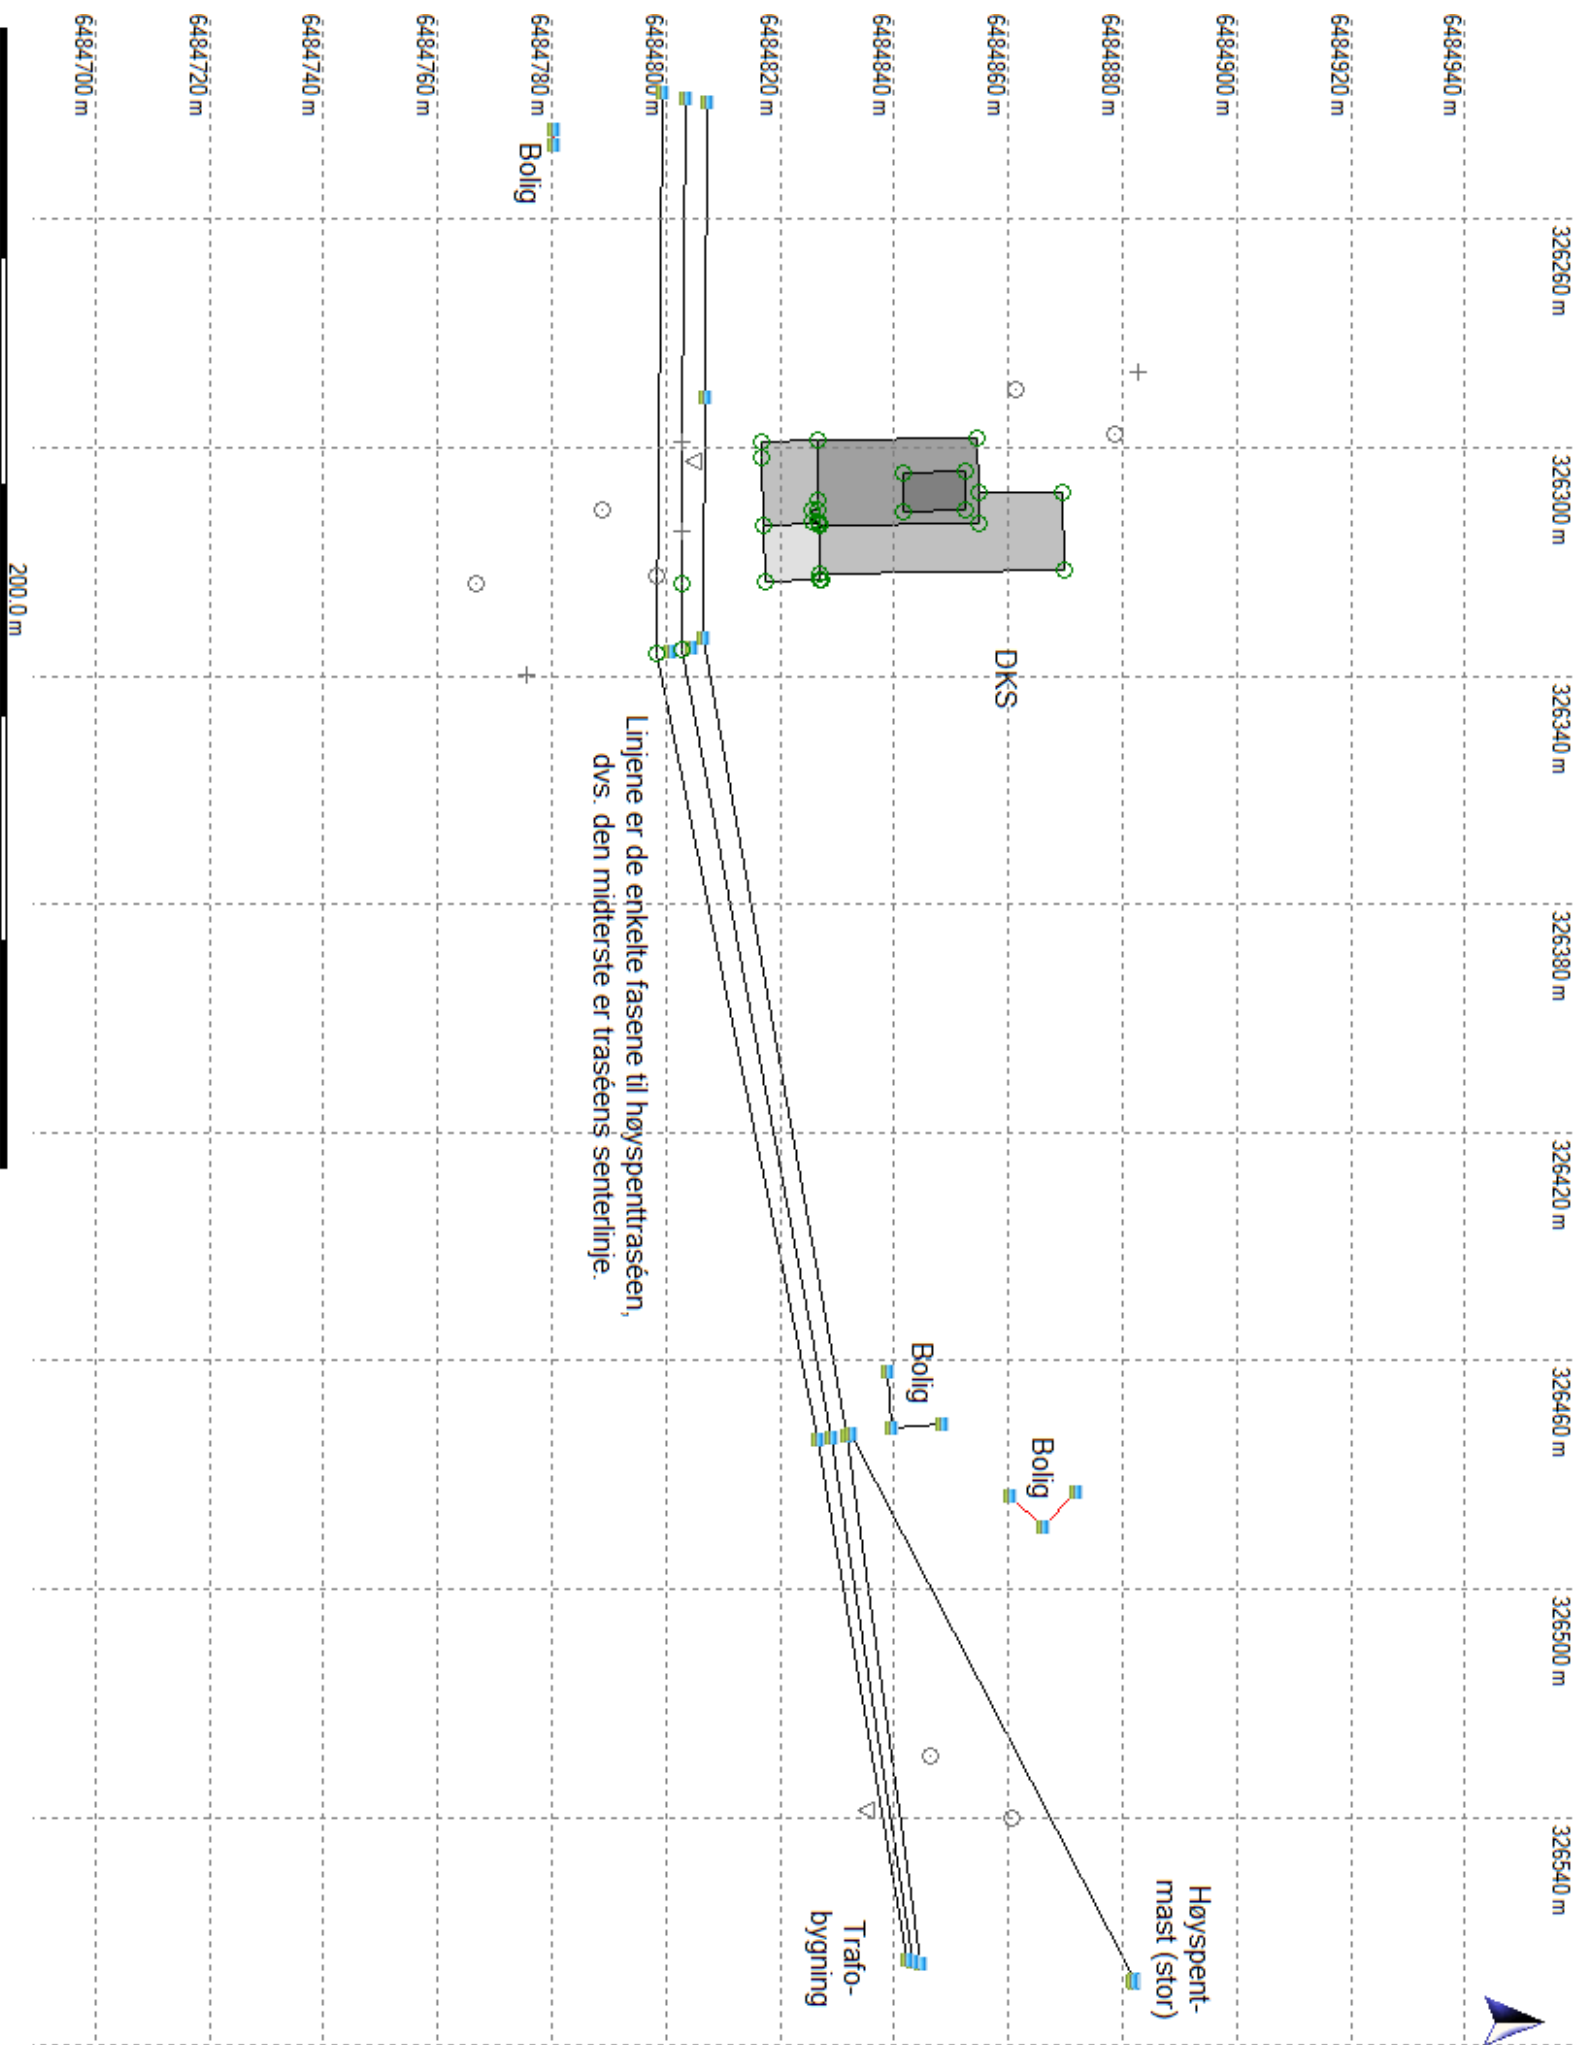 6484940 m
6484920 m
6484900 m
6484880 m
6484860 m
6484840 m
6484820 m
6484800 m
6484780 m
6484760 m
6484740 m
6484720 m
6484700 m
326260 m
326300 m
326340 m
326380 m
326420 m
326460 m
326500 m
326540 m
Høyspent-
mast (stor)
Bolig
DKS
Bolig
Trafo-
bygning
Linjene er de enkelte fasene til høyspenttraséen,
dvs. den midterste er traséens senterlinje.
Bolig
200.0 m